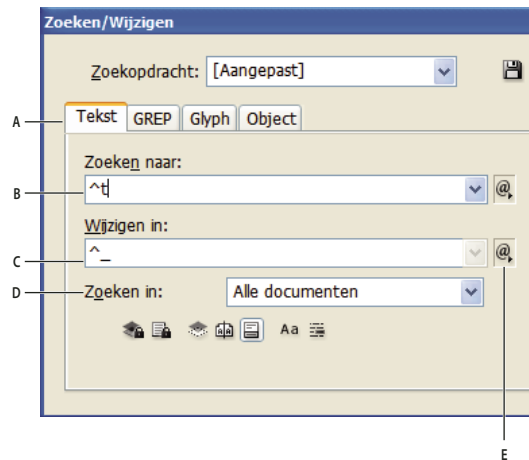 Zoeken/Wijzigen
Zoekopdracht: [Aangepast]
A Tekst GREP Glyph Object
Zoeken naar:
B ^t @
Wijzigen in:
C ^_ @
D Zoeken in: Alle documenten
Aa
E